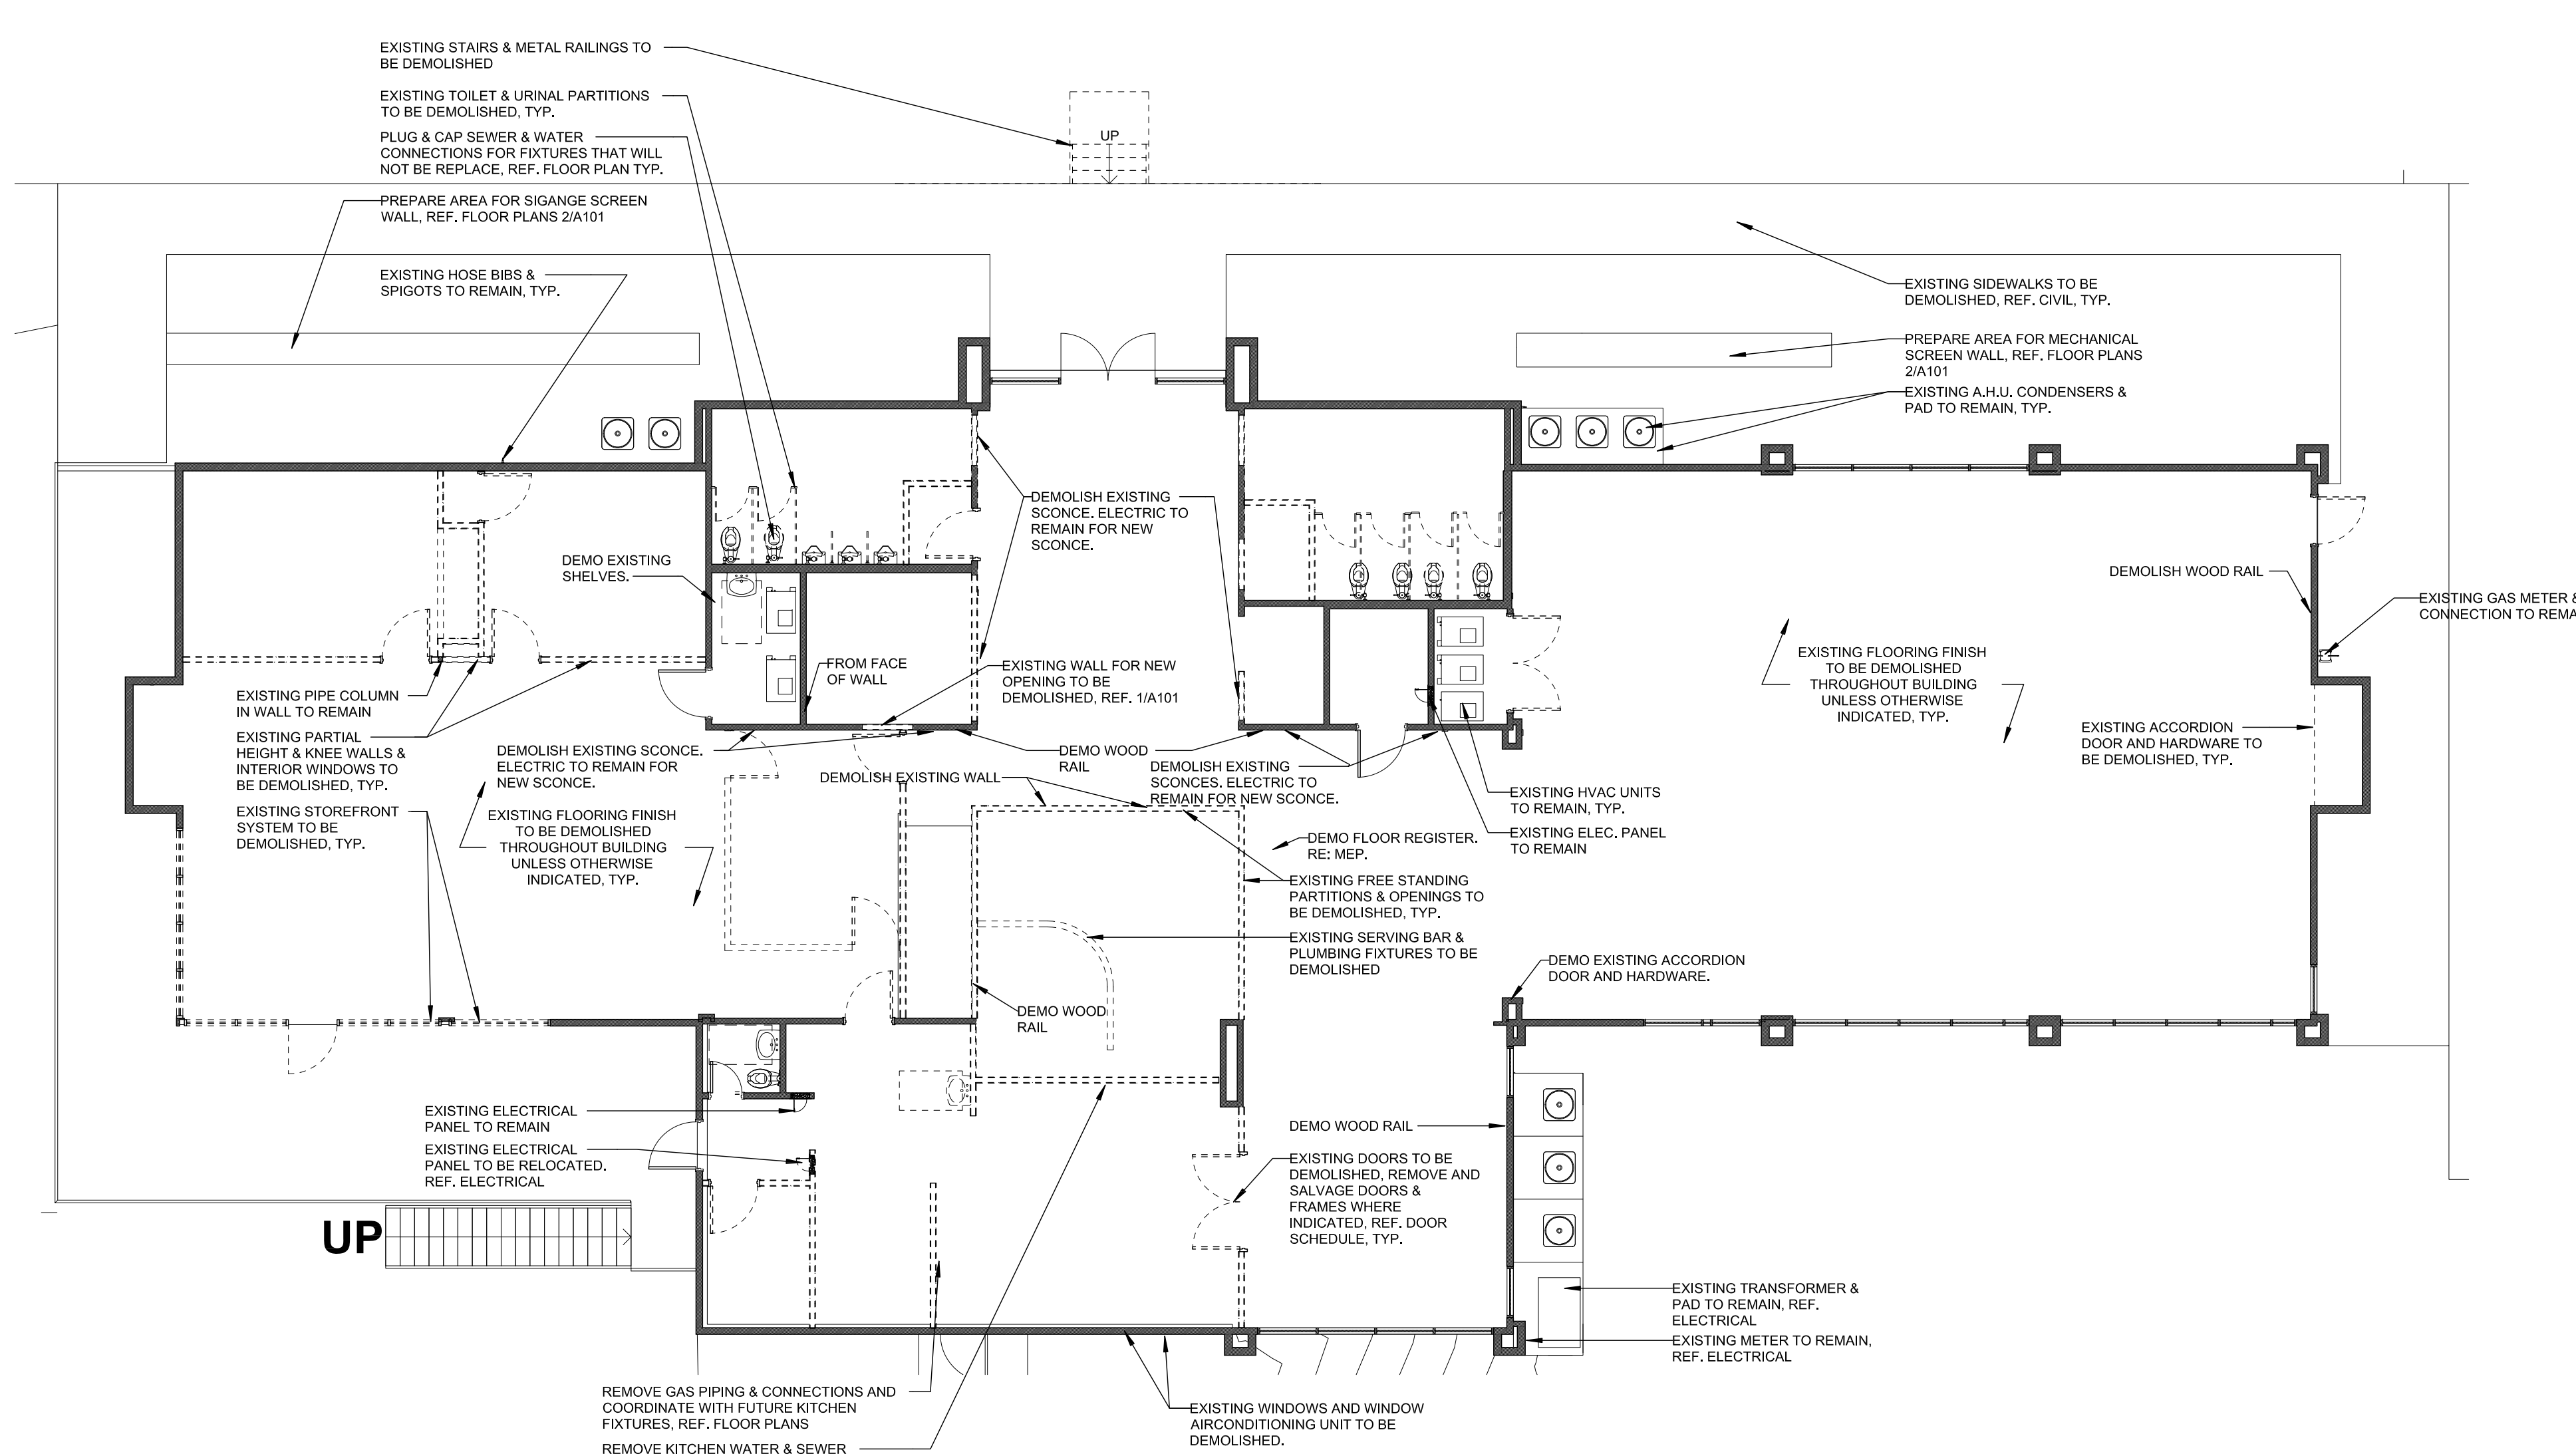 EXISTING STAIRS & METAL RAILINGS TO
BE DEMOLISHED
EXISTING TOILET & URINAL PARTITIONS
TO BE DEMOLISHED, TYP.
PLUG & CAP SEWER & WATER
CONNECTIONS FOR FIXTURES THAT WILL
NOT BE REPLACE, REF. FLOOR PLAN TYP.
PREPARE AREA FOR SIGANGE SCREEN
WALL, REF. FLOOR PLANS 2/A101
EXISTING HOSE BIBS &
SPIGOTS TO REMAIN, TYP.
UP
EXISTING SIDEWALKS TO BE
DEMOLISHED, REF. CIVIL, TYP.
PREPARE AREA FOR MECHANICAL
SCREEN WALL, REF. FLOOR PLANS
2/A101
EXISTING A.H.U. CONDENSERS &
PAD TO REMAIN, TYP.
DEMOLISH EXISTING
SCONCE. ELECTRIC TO
REMAIN FOR NEW
SCONCE.
DEMO EXISTING
SHELVES.
DEMOLISH WOOD RAIL
EXISTING GAS METER &
CONNECTION TO REMA
FROM FACE
OF WALL
EXISTING WALL FOR NEW
OPENING TO BE
DEMOLISHED, REF. 1/A101
EXISTING FLOORING FINISH
TO BE DEMOLISHED
THROUGHOUT BUILDING
UNLESS OTHERWISE
INDICATED, TYP.
EXISTING PIPE COLUMN
IN WALL TO REMAIN
EXISTING PARTIAL
HEIGHT & KNEE WALLS &
INTERIOR WINDOWS TO
BE DEMOLISHED, TYP.
EXISTING STOREFRONT
SYSTEM TO BE
DEMOLISHED, TYP.
DEMOLISH EXISTING SCONCE.
ELECTRIC TO REMAIN FOR
NEW SCONCE.
EXISTING FLOORING FINISH
TO BE DEMOLISHED
THROUGHOUT BUILDING
UNLESS OTHERWISE
INDICATED, TYP.
DEMO WOOD
RAIL
DEMOLISH EXISTING WALL
DEMOLISH EXISTING
SCONCES. ELECTRIC TO
REMAIN FOR NEW SCONCE.
EXISTING ACCORDION
DOOR AND HARDWARE TO
BE DEMOLISHED, TYP.
EXISTING HVAC UNITS
TO REMAIN, TYP.
EXISTING ELEC. PANEL
TO REMAIN
DEMO FLOOR REGISTER.
RE: MEP.
EXISTING FREE STANDING
PARTITIONS & OPENINGS TO
BE DEMOLISHED, TYP.
EXISTING SERVING BAR &
PLUMBING FIXTURES TO BE
DEMOLISHED
DEMO EXISTING ACCORDION
DOOR AND HARDWARE.
DEMO WOOD
RAIL
EXISTING ELECTRICAL
PANEL TO REMAIN
EXISTING ELECTRICAL
PANEL TO BE RELOCATED.
REF. ELECTRICAL
DEMO WOOD RAIL
EXISTING DOORS TO BE
DEMOLISHED, REMOVE AND
SALVAGE DOORS &
FRAMES WHERE
INDICATED, REF. DOOR
SCHEDULE, TYP.
UP
EXISTING TRANSFORMER &
PAD TO REMAIN, REF.
ELECTRICAL
EXISTING METER TO REMAIN,
REF. ELECTRICAL
REMOVE GAS PIPING & CONNECTIONS AND
COORDINATE WITH FUTURE KITCHEN
FIXTURES, REF. FLOOR PLANS
REMOVE KITCHEN WATER & SEWER
EXISTING WINDOWS AND WINDOW
AIRCONDITIONING UNIT TO BE
DEMOLISHED.